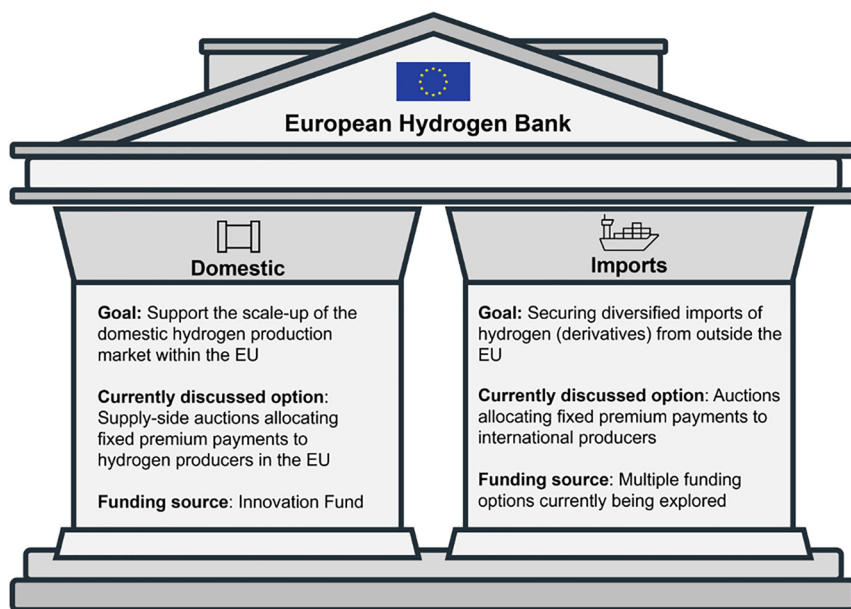 European Hydrogen Bank
Domestic
Goal: Support the scale-up of the
domestic hydrogen production
market within the EU
Currently discussed option:
Supply-side auctions allocating
fixed premium payments to
hydrogen producers in the EU
Funding source: Innovation Fund
Imports
Goal: Securing diversified imports of
hydrogen (derivatives) from outside the
EU
Currently discussed option: Auctions
allocating fixed premium payments to
international producers
Funding source: Multiple funding
options currently being explored